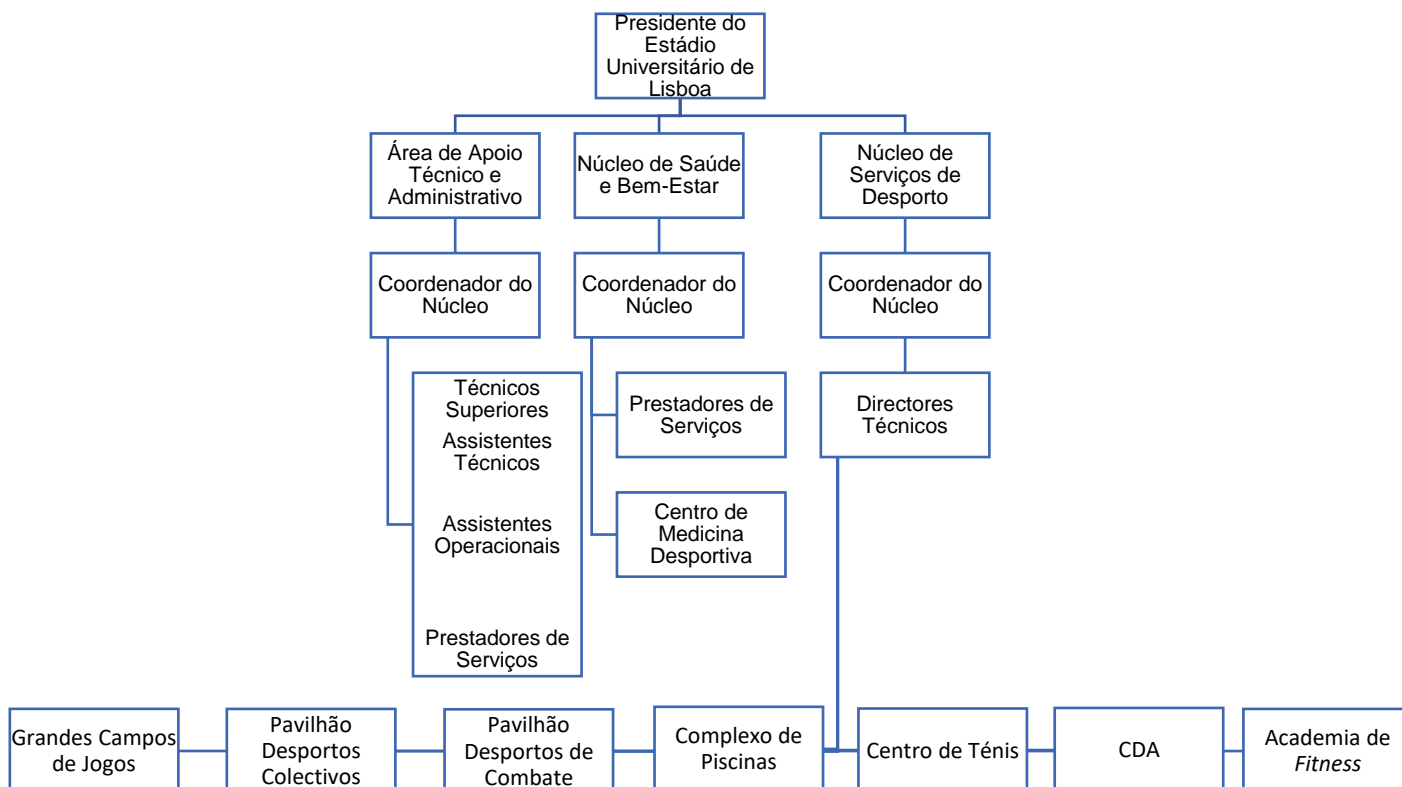 Presidente do
Estádio
Universitário de
Lisboa
Área de Apoio
Técnico e
Administrativo
Núcleo de Saúde
e Bem-Estar
Núcleo de
Serviços de
Desporto
Coordenador do
Núcleo
Coordenador do
Núcleo
Coordenador do
Núcleo
Técnicos
Superiores
Assistentes
Técnicos
Assistentes
Operacionais
Prestadores de
Serviços
Prestadores de
Serviços
Centro de
Medicina
Desportiva
Directores
Técnicos
Grandes Campos
de Jogos
Pavilhão
Desportos
Colectivos
Pavilhão
Desportos de
Combate
Complexo de
Piscinas
Centro de Ténis
CDA
Academia de
Fitness